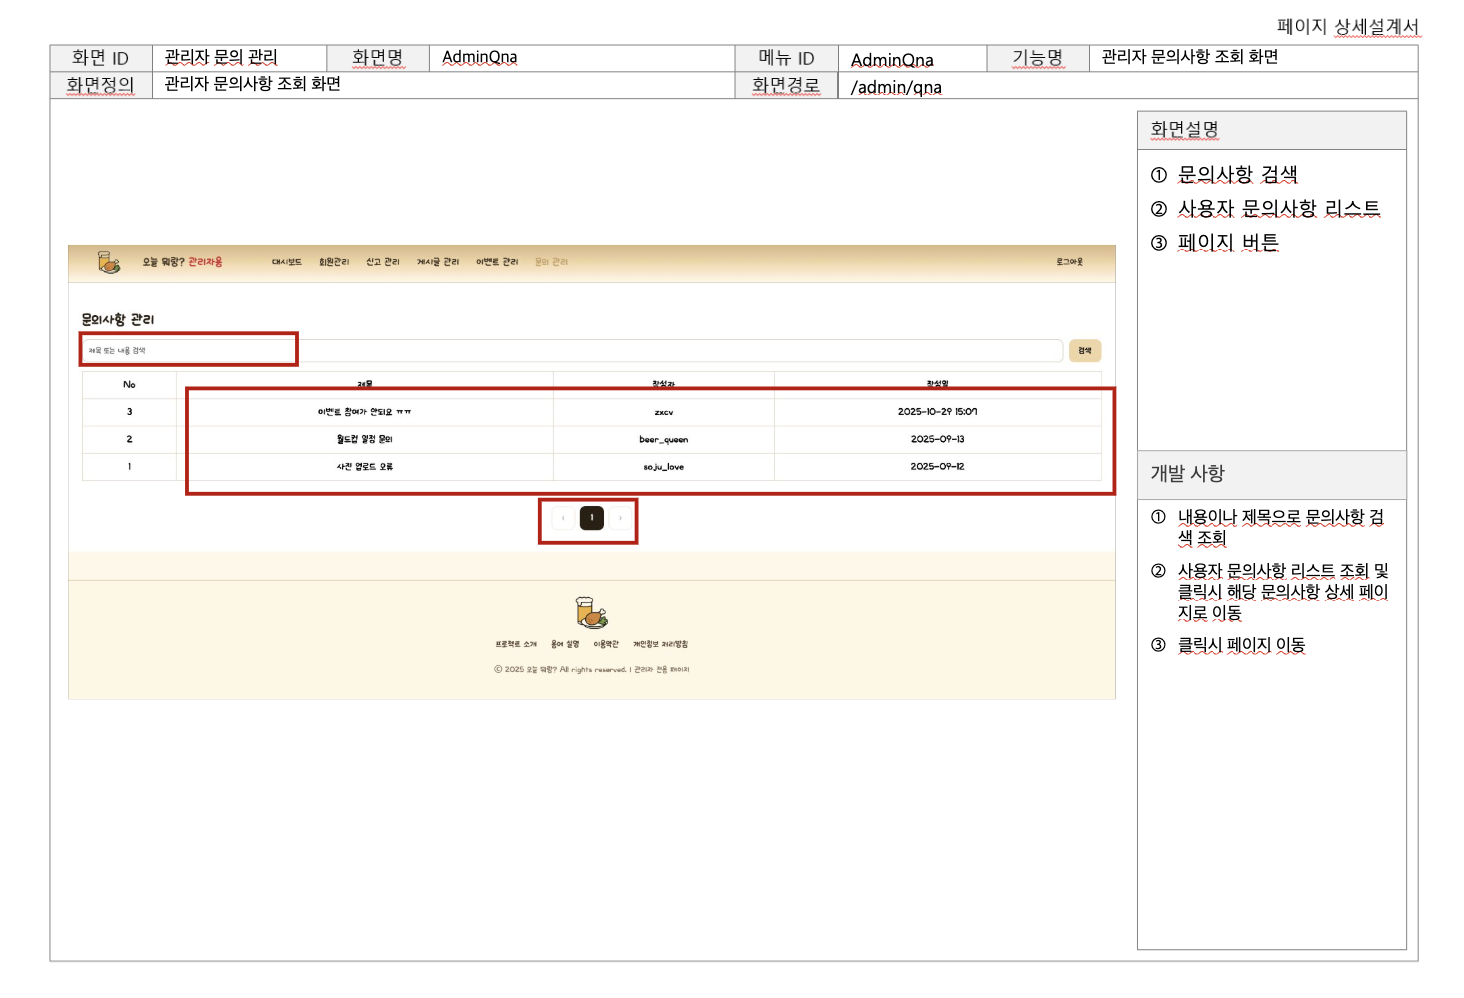 페이지 상세설계서
화면 ID 관리자 문의 관리 화면명 AdminQna 메뉴 ID AdminQna 기능명 관리자 문의사항 조회 화면
화면정의 관리자 문의사항 조회 화면 화면경로 /admin/qna
오늘 뭐랑? 관리자용 대시보드 회원관리 신고 관리 게시글 관리 이벤트 관리 문의 관리 로그아웃
문의사항 관리
제목 또는 내용 검색 검색
No 제목 작성자 작성일
3 이벤트 참여가 안되요 ㅠㅠ zxcv 2025-10-29 15:07
2 월드컵 일정 문의 beer_queen 2025-09-13
1 사진 업로드 오류 soju_love 2025-09-12
‹ 1 ›
프로젝트 소개 용어 설명 이용약관 개인정보 처리방침
© 2025 오늘 뭐랑? All rights reserved. | 관리자 전용 페이지
화면설명
① 문의사항 검색
② 사용자 문의사항 리스트
③ 페이지 버튼
개발 사항
① 내용이나 제목으로 문의사항 검
색 조회
② 사용자 문의사항 리스트 조회 및
클릭시 해당 문의사항 상세 페이
지로 이동
③ 클릭시 페이지 이동